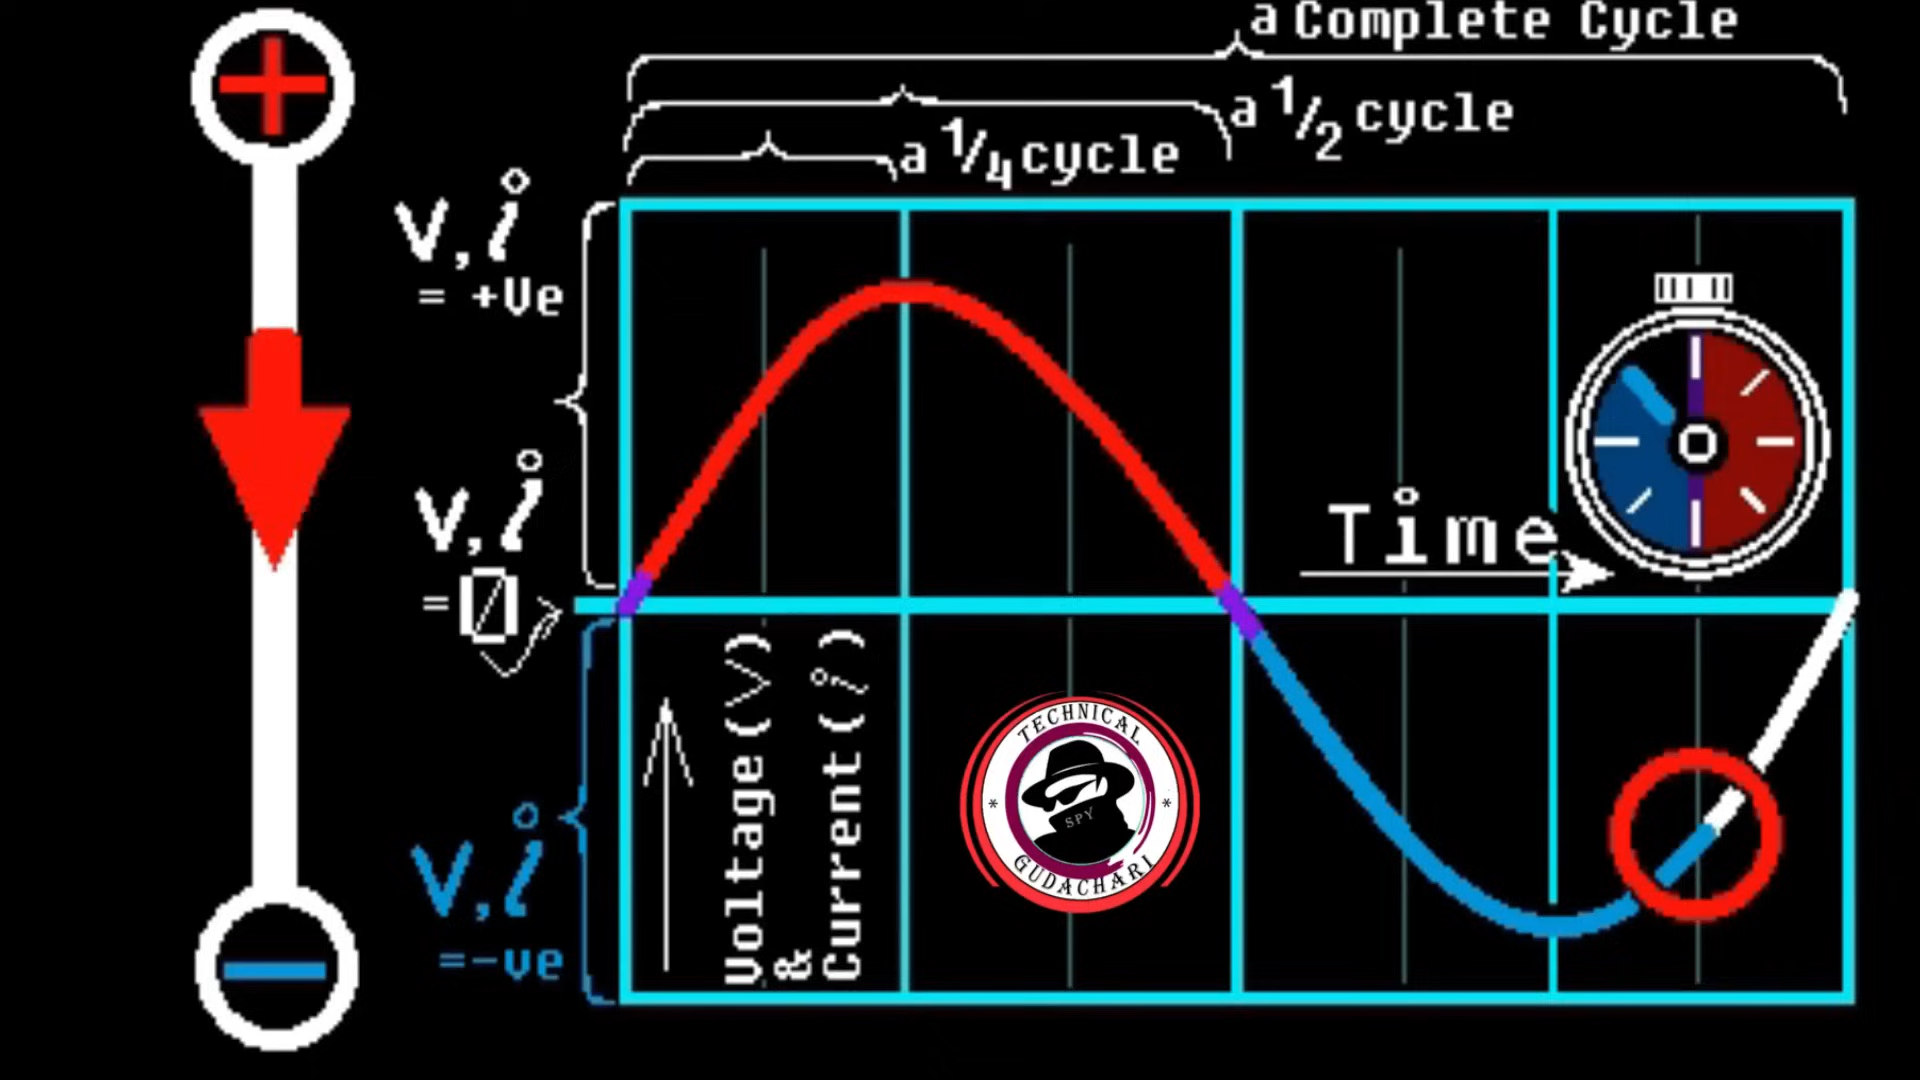 a Complete Cycle
a 1/2 cycle
a 1/4 cycle
V, i
= +Ve
V, i
=0
Time
Voltage (V)
&
Current (i)
TECHNICAL
SPY
* *
GUDACHARI
V, i
=-ve
+
-